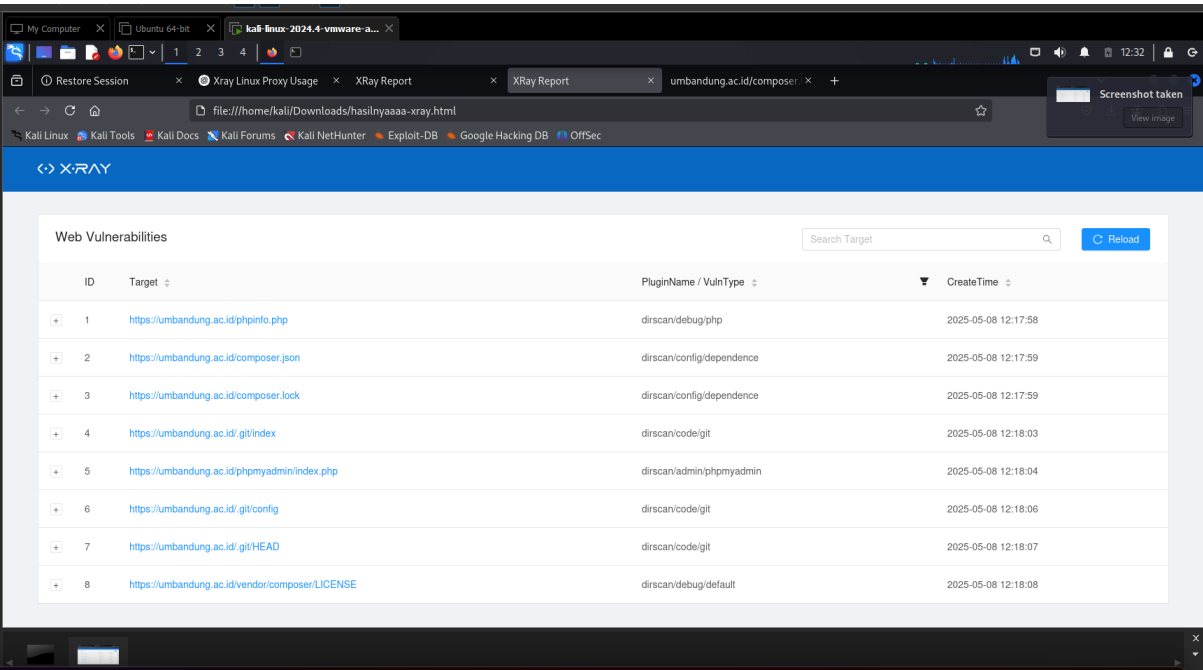 My Computer Ubuntu 64-bit kali-linux-2024.4-vmware-a...
1 2 3 4 12:32
Restore Session Xray Linux Proxy Usage XRay Report XRay Report umbandung.ac.id/composer.
Screenshot taken
file:///home/kali/Downloads/hasilnyaaaa-xray.html
View image
Kali Linux Kali Tools Kali Docs Kali Forums Kali NetHunter Exploit-DB Google Hacking DB OffSec
X-RAY
Web Vulnerabilities Search Target Reload
ID Target PluginName / VulnType CreateTime
1 https://umbandung.ac.id/phpinfo.php dirscan/debug/php 2025-05-08 12:17:58
2 https://umbandung.ac.id/composer.json dirscan/config/dependence 2025-05-08 12:17:59
3 https://umbandung.ac.id/composer.lock dirscan/config/dependence 2025-05-08 12:17:59
4 https://umbandung.ac.id/.git/index dirscan/code/git 2025-05-08 12:18:03
5 https://umbandung.ac.id/phpmyadmin/index.php dirscan/admin/phpmyadmin 2025-05-08 12:18:04
6 https://umbandung.ac.id/.git/config dirscan/code/git 2025-05-08 12:18:06
7 https://umbandung.ac.id/.git/HEAD dirscan/code/git 2025-05-08 12:18:07
8 https://umbandung.ac.id/vendor/composer/LICENSE dirscan/debug/default 2025-05-08 12:18:08